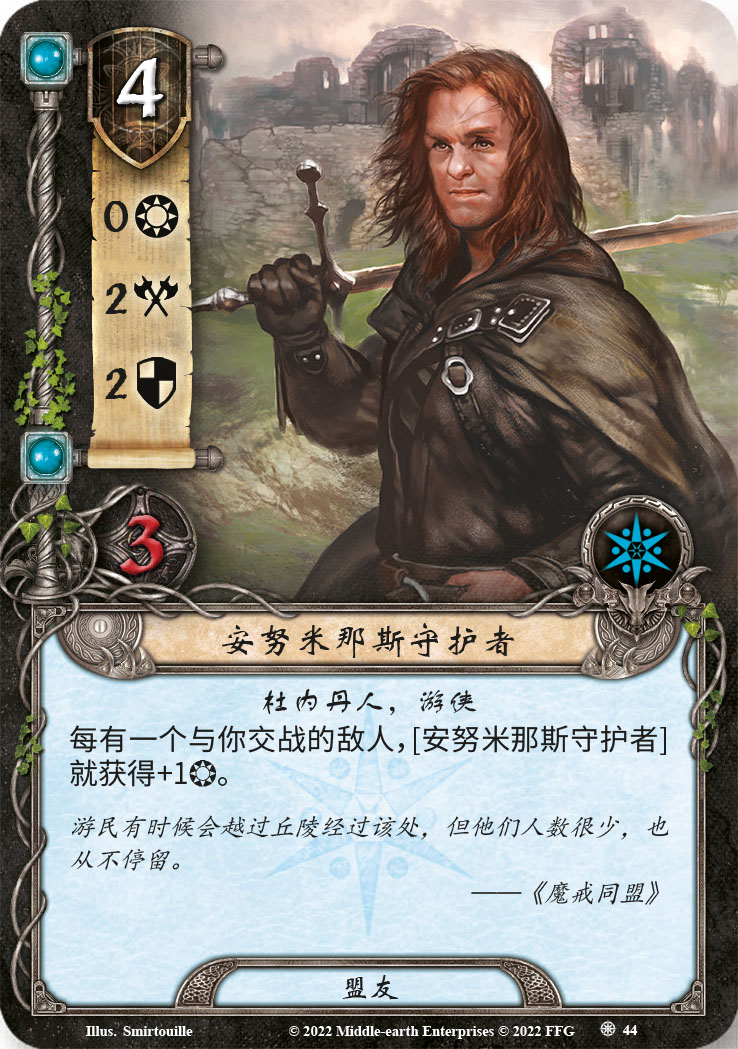 4
0
2
2
3
安努米那斯守护者
杜内丹人，游侠
每有一个与你交战的敌人，[安努米那斯守护者]
就获得+1。
游民有时候会越过丘陵经过该处，但他们人数很少，也
从不停留。
——《魔戒同盟》
盟友
Illus. Smirtouille © 2022 Middle-earth Enterprises © 2022 FFG 44